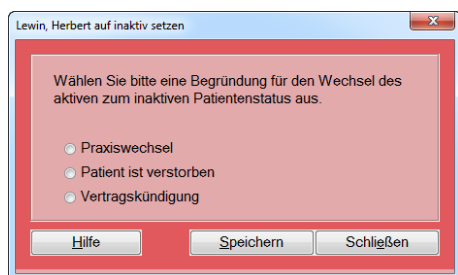 Lewin, Herbert auf inaktiv setzen
Wählen Sie bitte eine Begründung für den Wechsel des
aktiven zum inaktiven Patientenstatus aus.
Praxiswechsel
Patient ist verstorben
Vertragskündigung
Hilfe Speichern Schließen